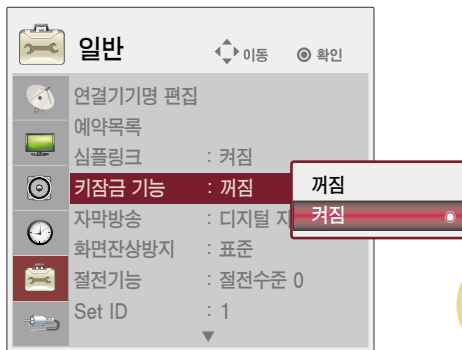 일반 이동 확인
연결기기명 편집
예약목록
심플링크 : 켜짐
키잠금 기능 : 꺼짐 꺼짐
자막방송 : 디지털 켜짐
화면잔상방지 : 표준
절전기능 : 절전수준 0
Set ID : 1